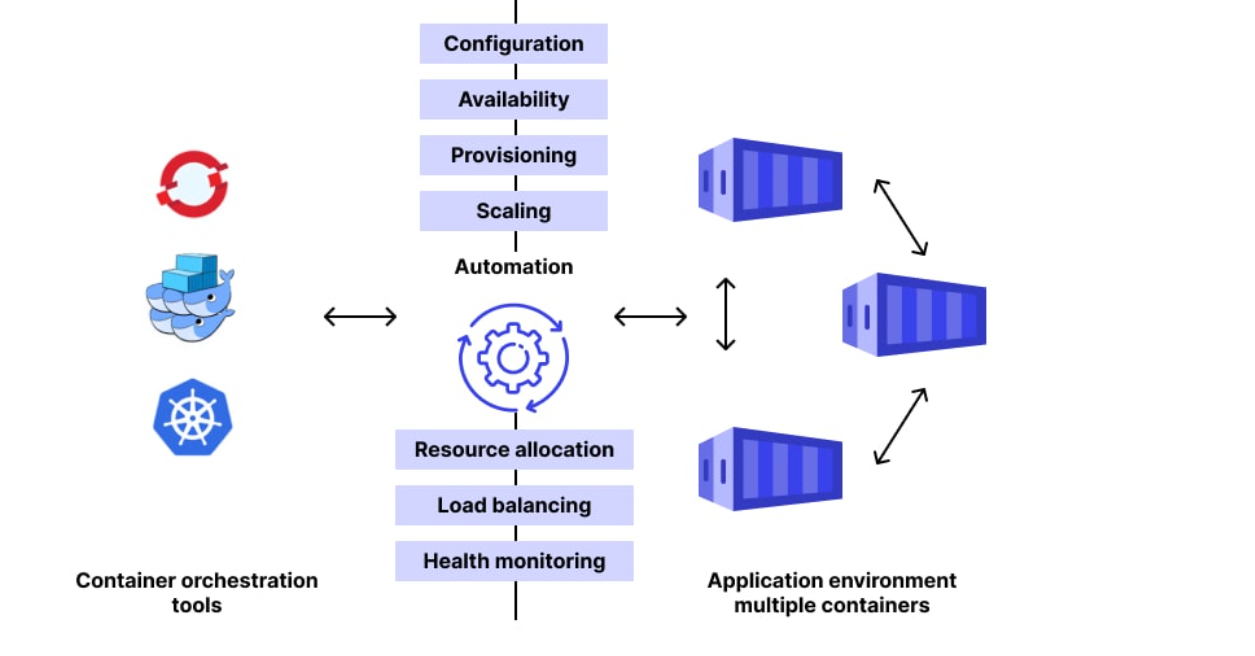 Configuration
Availability
Provisioning
Scaling
Automation
Resource allocation
Load balancing
Health monitoring
Container orchestration
tools
Application environment
multiple containers